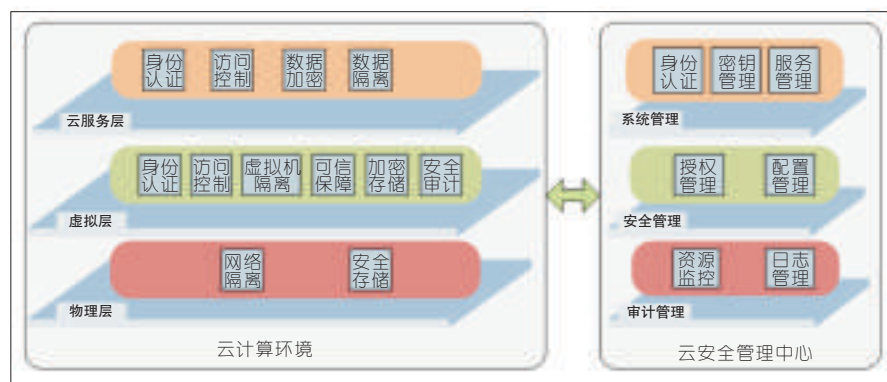 身份
认证
访问
控制
数据
加密
数据
隔离
云服务层
身份
认证
访问
控制
虚拟机
隔离
可信
保障
加密
存储
安全
审计
虚拟层
网络
隔离
安全
存储
物理层
云计算环境
身份
认证
密钥
管理
服务
管理
系统管理
授权
管理
配置
管理
安全管理
资源
监控
日志
管理
审计管理
云安全管理中心